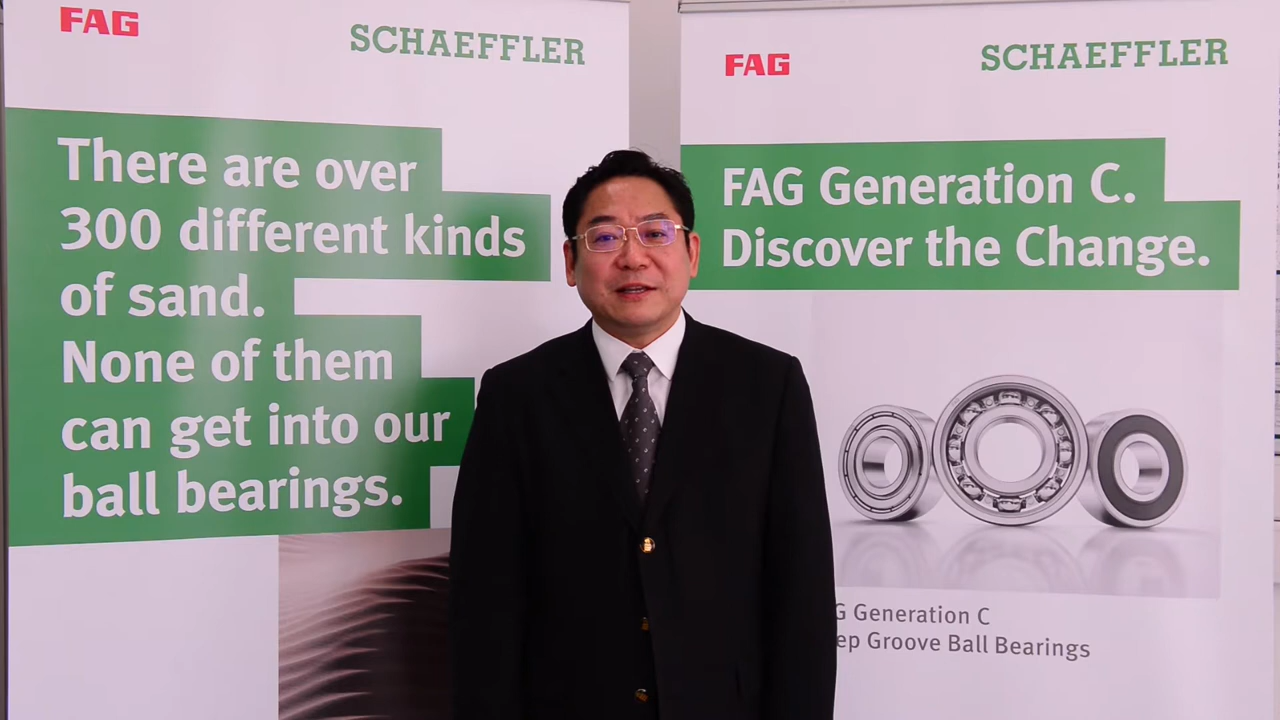 FAG
SCHAEFFLER
There are over
300 different kinds
of sand.
None of them
can get into our
ball bearings.
FAG
SCHAEFFLER
FAG Generation C.
Discover the Change.
G Generation C
ep Groove Ball Bearings